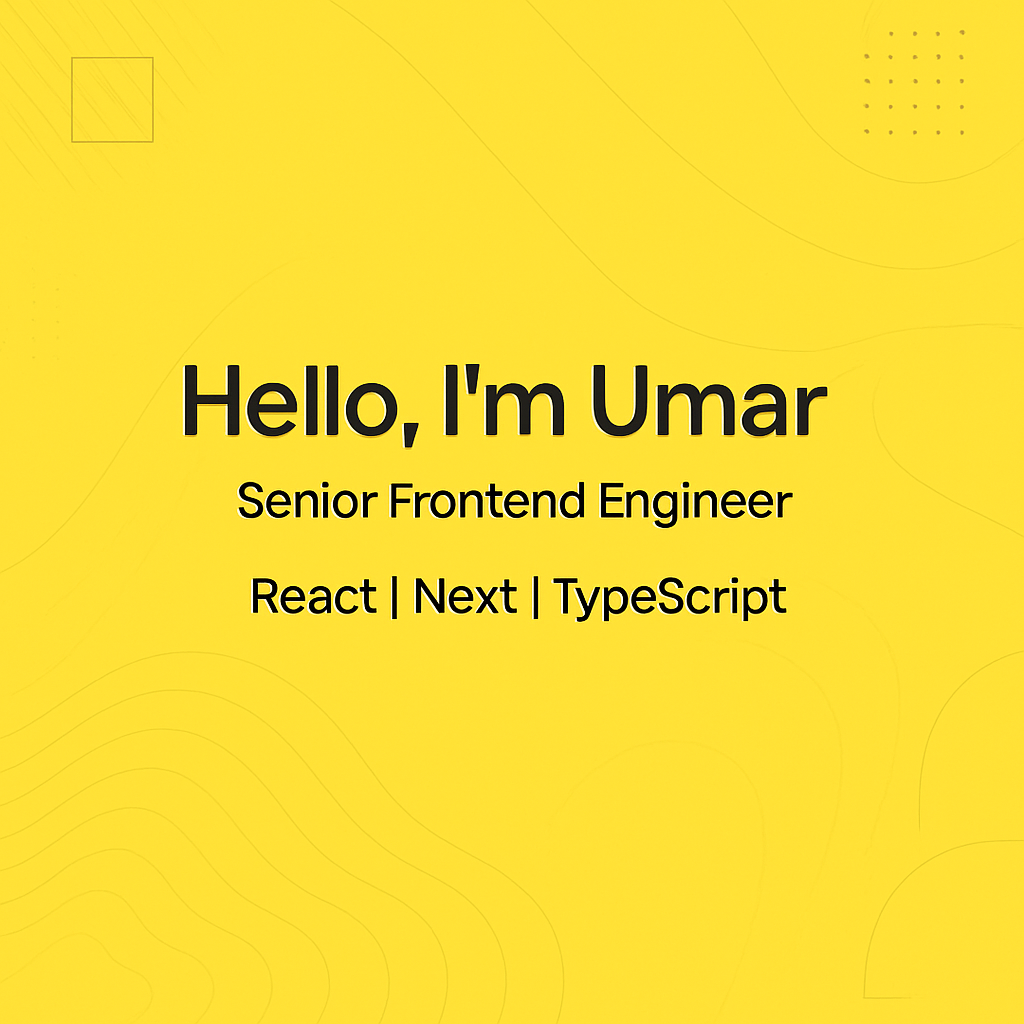 Hello, I'm Umar
Senior Frontend Engineer
React | Next | TypeScript